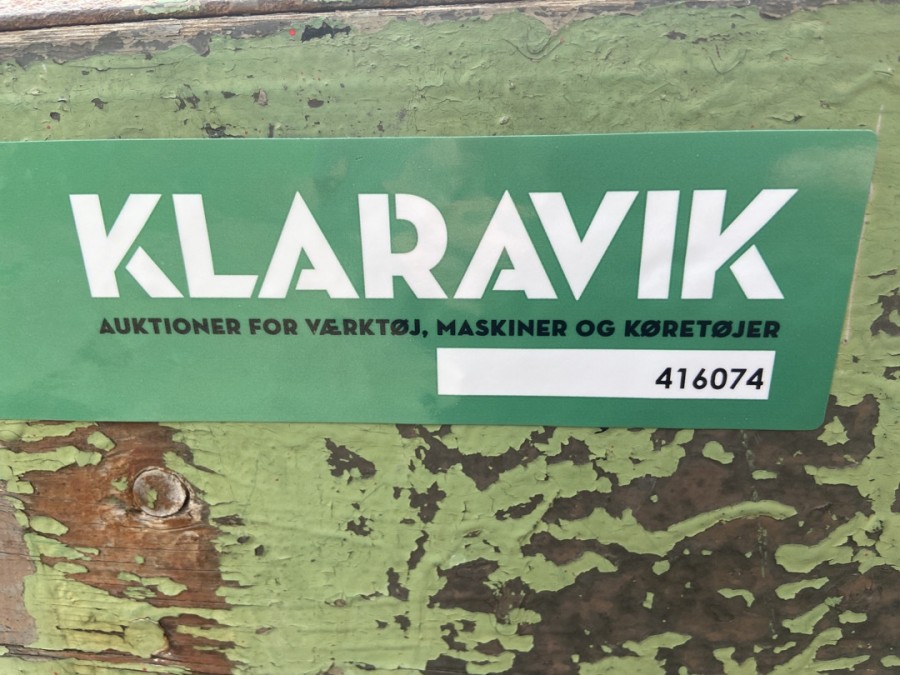 KLARAVIK
AUKTIONER FOR VÆRKTØJ, MASKINER OG KØRETØJER
416074